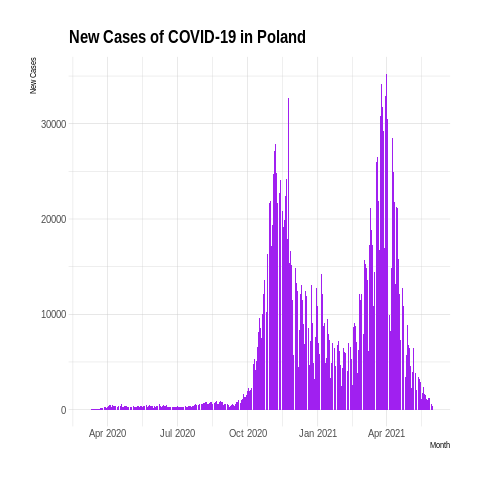 New Cases of COVID-19 in Poland
New Cases
30000
20000
10000
0
Apr 2020 Jul 2020 Oct 2020 Jan 2021 Apr 2021
Month